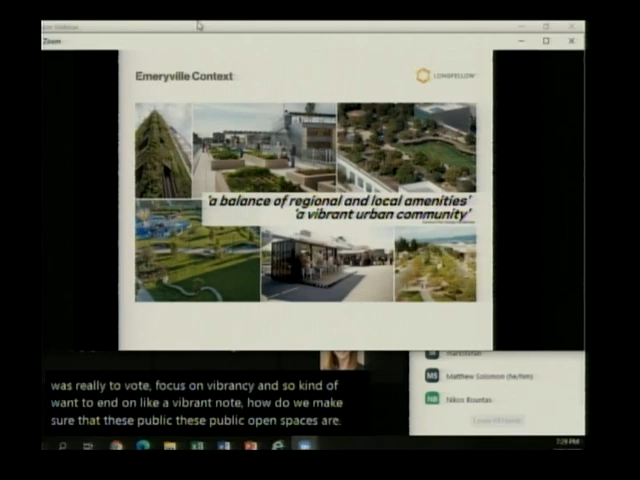 Zoom
Emeryville Context
LONGFELLOW
'a balance of regional and local amenities'
'a vibrant urban community'
MS Matthew Solomon (he/him)
NB Nikos Bountas
was really to vote, focus on vibrancy and so kind of
want to end on like a vibrant note, how do we make
sure that these public these public open spaces are.
7:29 PM